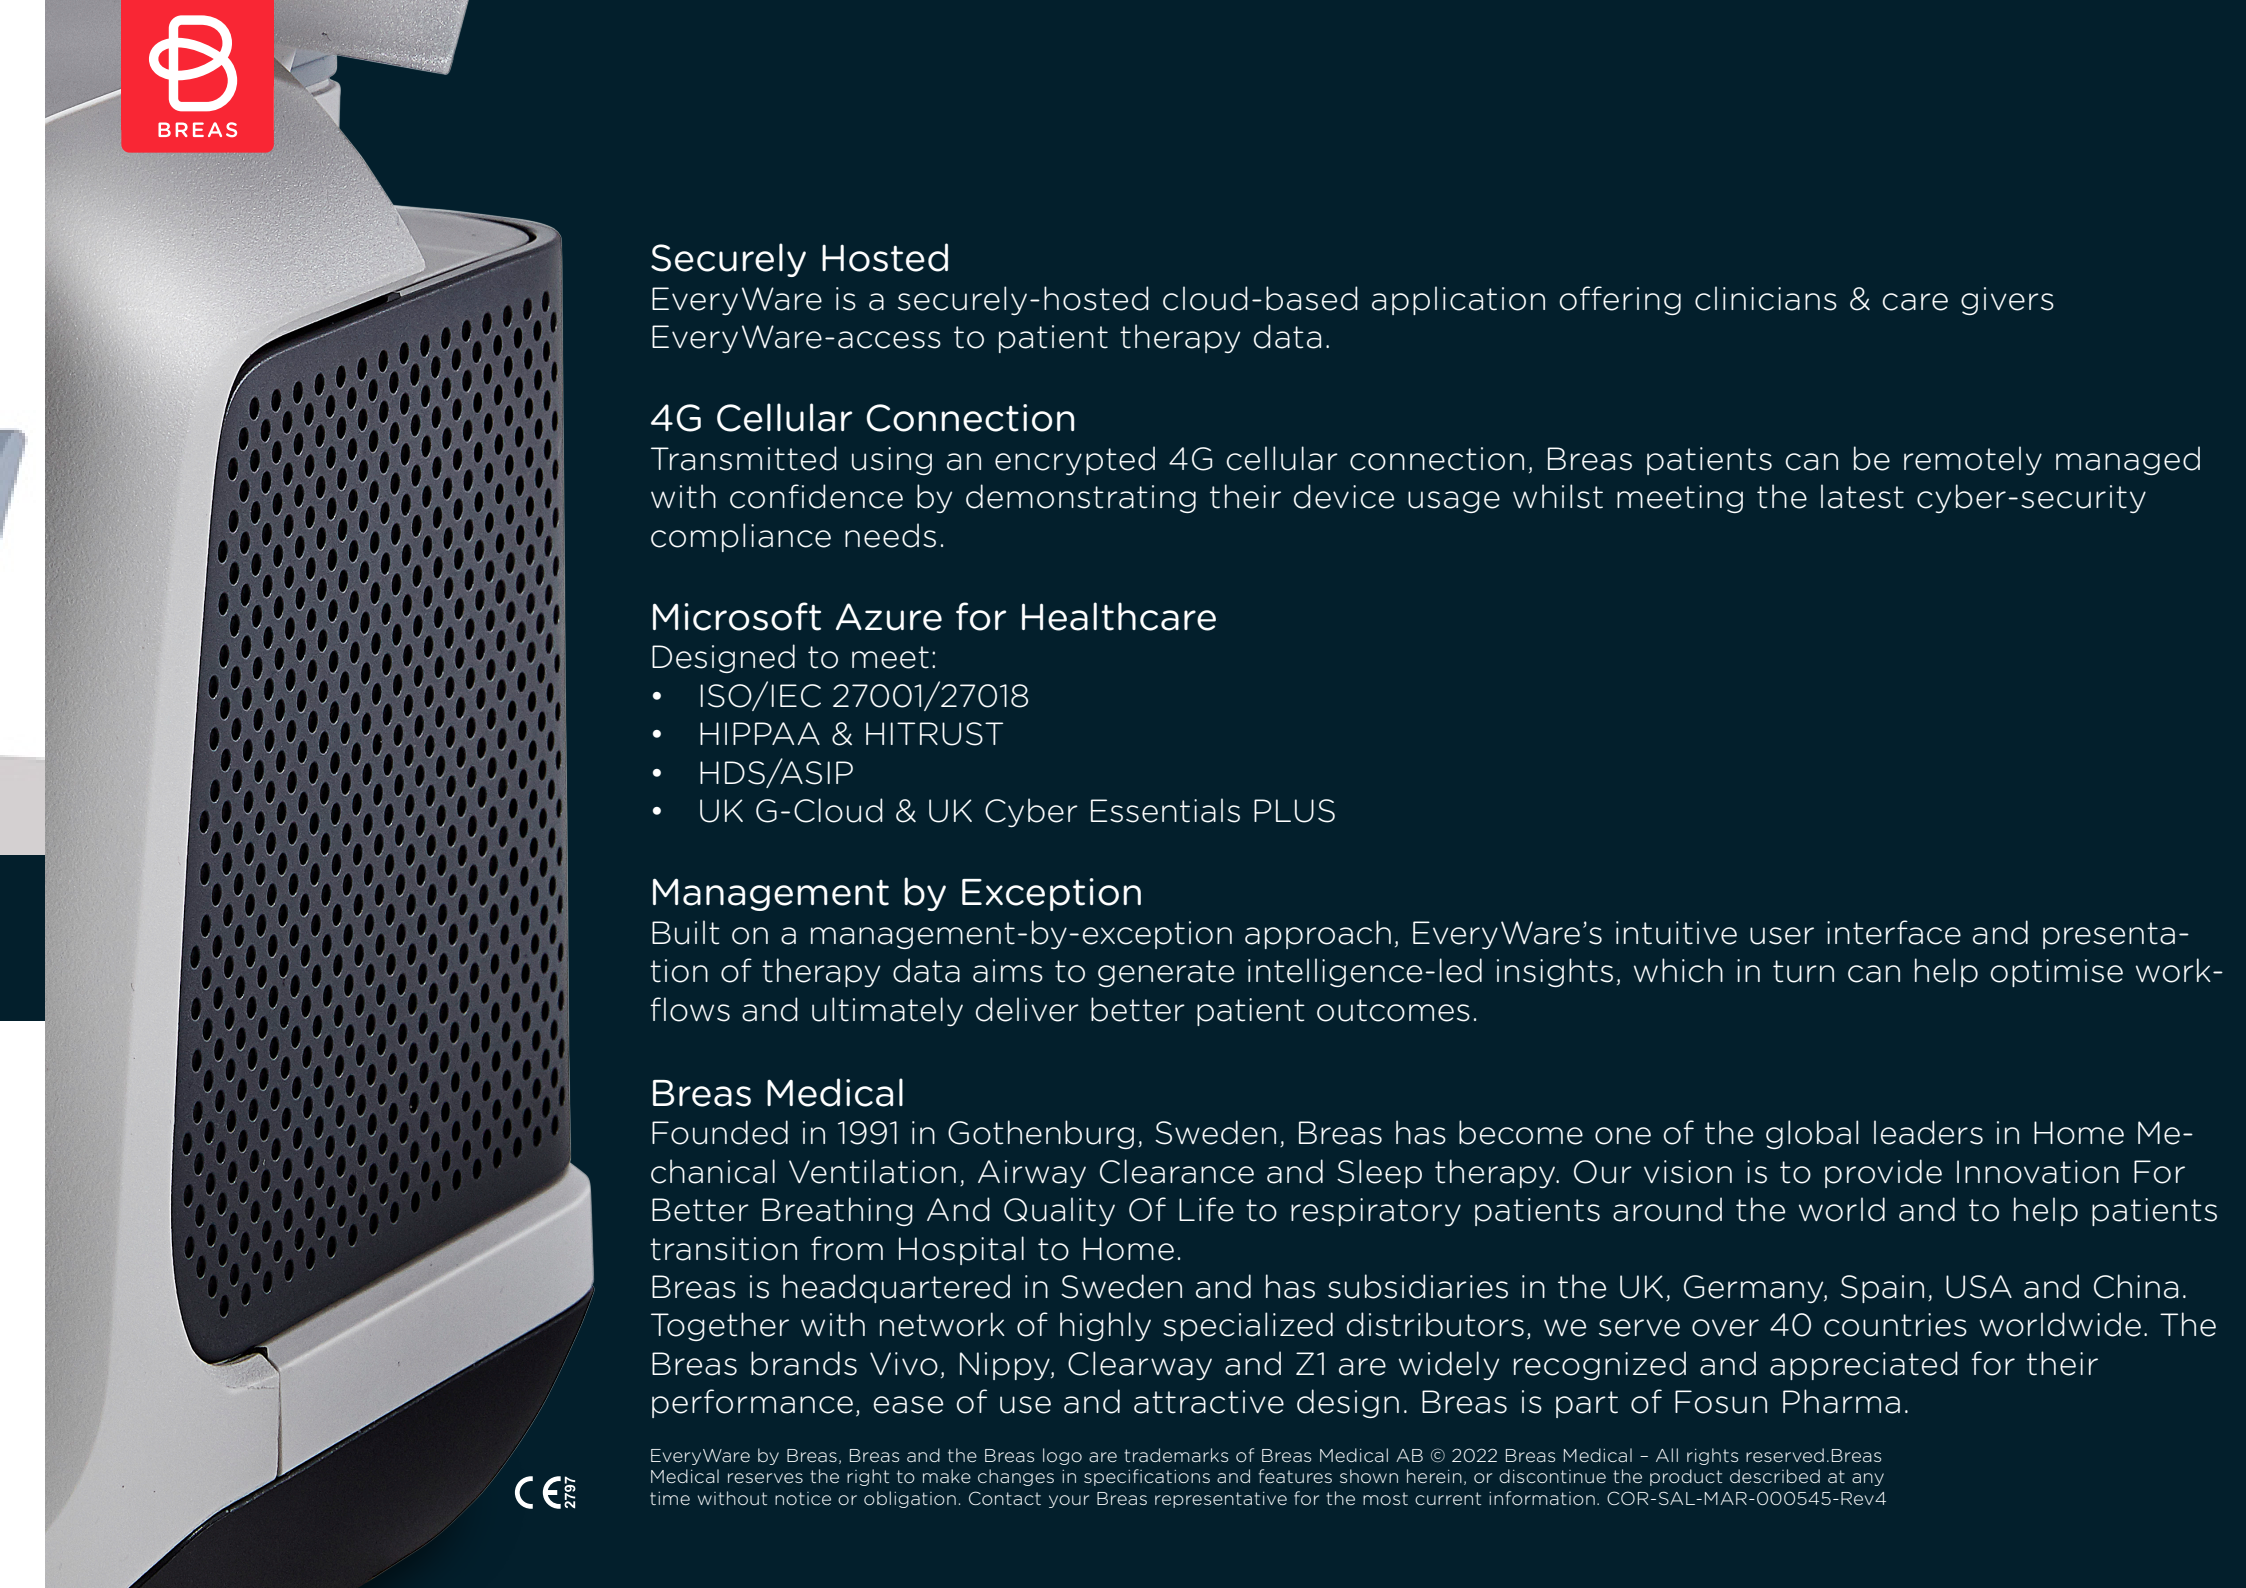 BREAS
Securely Hosted
EveryWare is a securely-hosted cloud-based application offering clinicians & care givers
EveryWare-access to patient therapy data.
4G Cellular Connection
Transmitted using an encrypted 4G cellular connection, Breas patients can be remotely managed
with confidence by demonstrating their device usage whilst meeting the latest cyber-security
compliance needs.
Microsoft Azure for Healthcare
Designed to meet:
• ISO/IEC 27001/27018
• HIPPAA & HITRUST
• HDS/ASIP
• UK G-Cloud & UK Cyber Essentials PLUS
Management by Exception
Built on a management-by-exception approach, EveryWare’s intuitive user interface and presenta-
tion of therapy data aims to generate intelligence-led insights, which in turn can help optimise work-
flows and ultimately deliver better patient outcomes.
Breas Medical
Founded in 1991 in Gothenburg, Sweden, Breas has become one of the global leaders in Home Me-
chanical Ventilation, Airway Clearance and Sleep therapy. Our vision is to provide Innovation For
Better Breathing And Quality Of Life to respiratory patients around the world and to help patients
transition from Hospital to Home.
Breas is headquartered in Sweden and has subsidiaries in the UK, Germany, Spain, USA and China.
Together with network of highly specialized distributors, we serve over 40 countries worldwide. The
Breas brands Vivo, Nippy, Clearway and Z1 are widely recognized and appreciated for their
performance, ease of use and attractive design. Breas is part of Fosun Pharma.
EveryWare by Breas, Breas and the Breas logo are trademarks of Breas Medical AB © 2022 Breas Medical – All rights reserved.Breas
Medical reserves the right to make changes in specifications and features shown herein, or discontinue the product described at any
time without notice or obligation. Contact your Breas representative for the most current information. COR-SAL-MAR-000545-Rev4
CE 2797